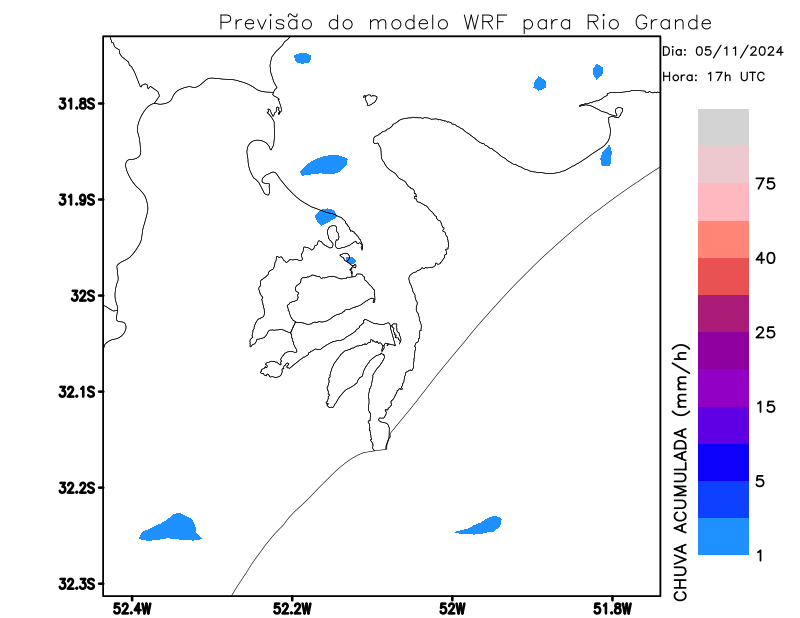 Previsão do modelo WRF para Rio Grande
Dia: 05/11/2024
Hora: 17h UTC
31.8S
31.9S
32S
32.1S
32.2S
32.3S
52.4W
52.2W
52W
51.8W
CHUVA ACUMULADA (mm/h)
75
40
25
15
5
1